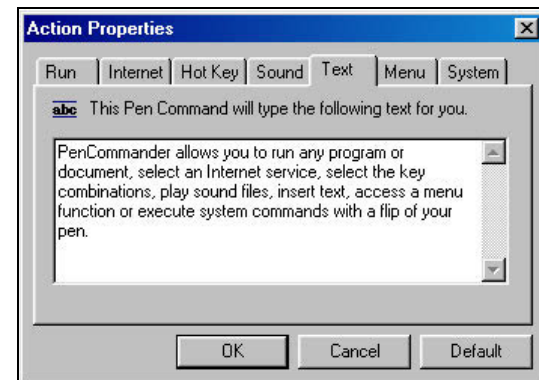 Action Properties
Run Internet Hot Key Sound Text Menu System
abc This Pen Command will type the following text for you.
PenCommander allows you to run any program or
document, select an Internet service, select the key
combinations, play sound files, insert text, access a menu
function or execute system commands with a flip of your
pen.
OK Cancel Default